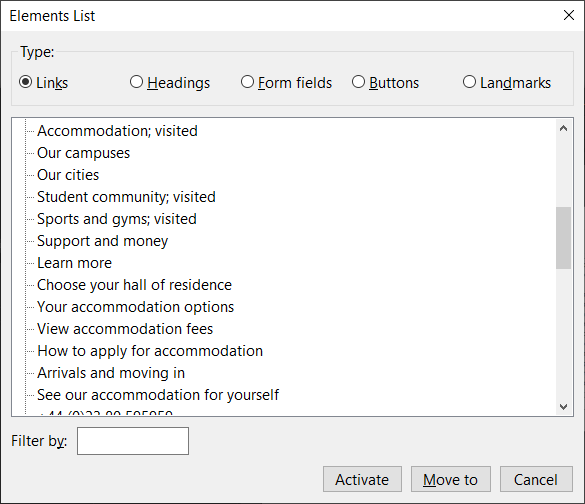 Elements List
Type:
Links Headings Form fields Buttons Landmarks
Accommodation; visited
Our campuses
Our cities
Student community; visited
Sports and gyms; visited
Support and money
Learn more
Choose your hall of residence
Your accommodation options
View accommodation fees
How to apply for accommodation
Arrivals and moving in
See our accommodation for yourself
Filter by:
Activate Move to Cancel